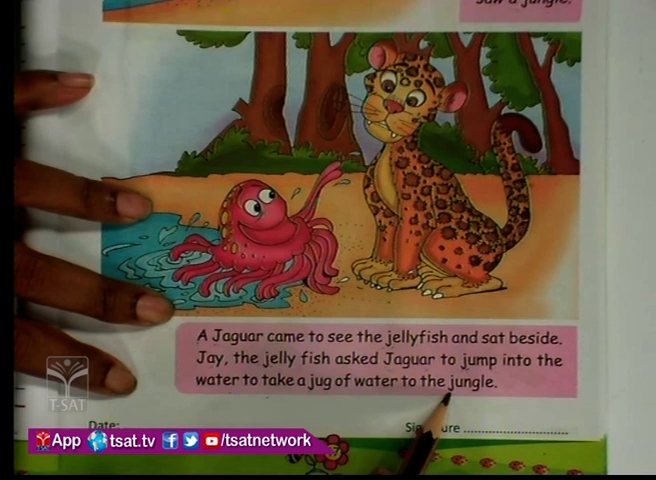 saw a jungle.
A Jaguar came to see the jellyfish and sat beside.
Jay, the jelly fish asked Jaguar to jump into the
water to take a jug of water to the jungle.
T-SAT
Date:
App tsat.tv /tsatnetwork